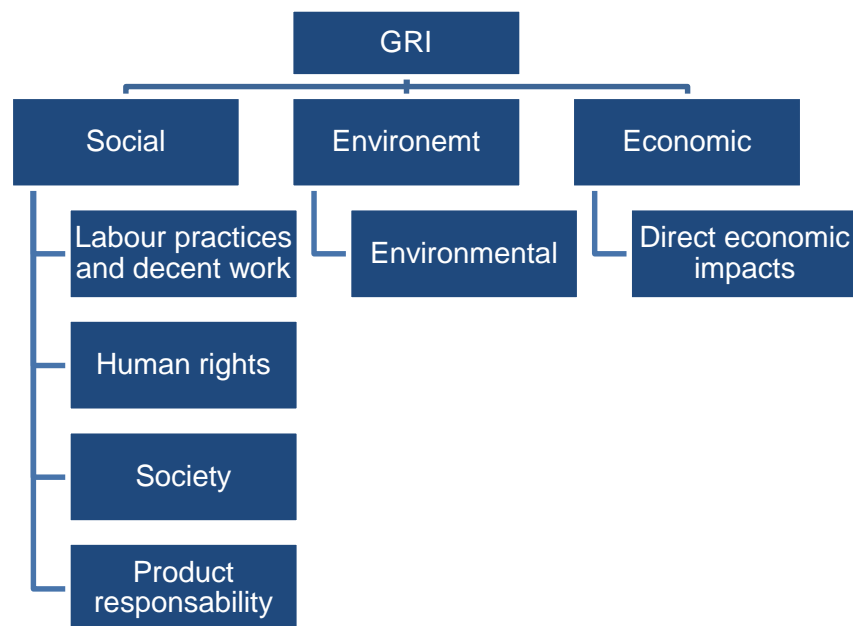 GRI
Social
Environemt
Economic
Labour practices
and decent work
Environmental
Direct economic
impacts
Human rights
Society
Product
responsability